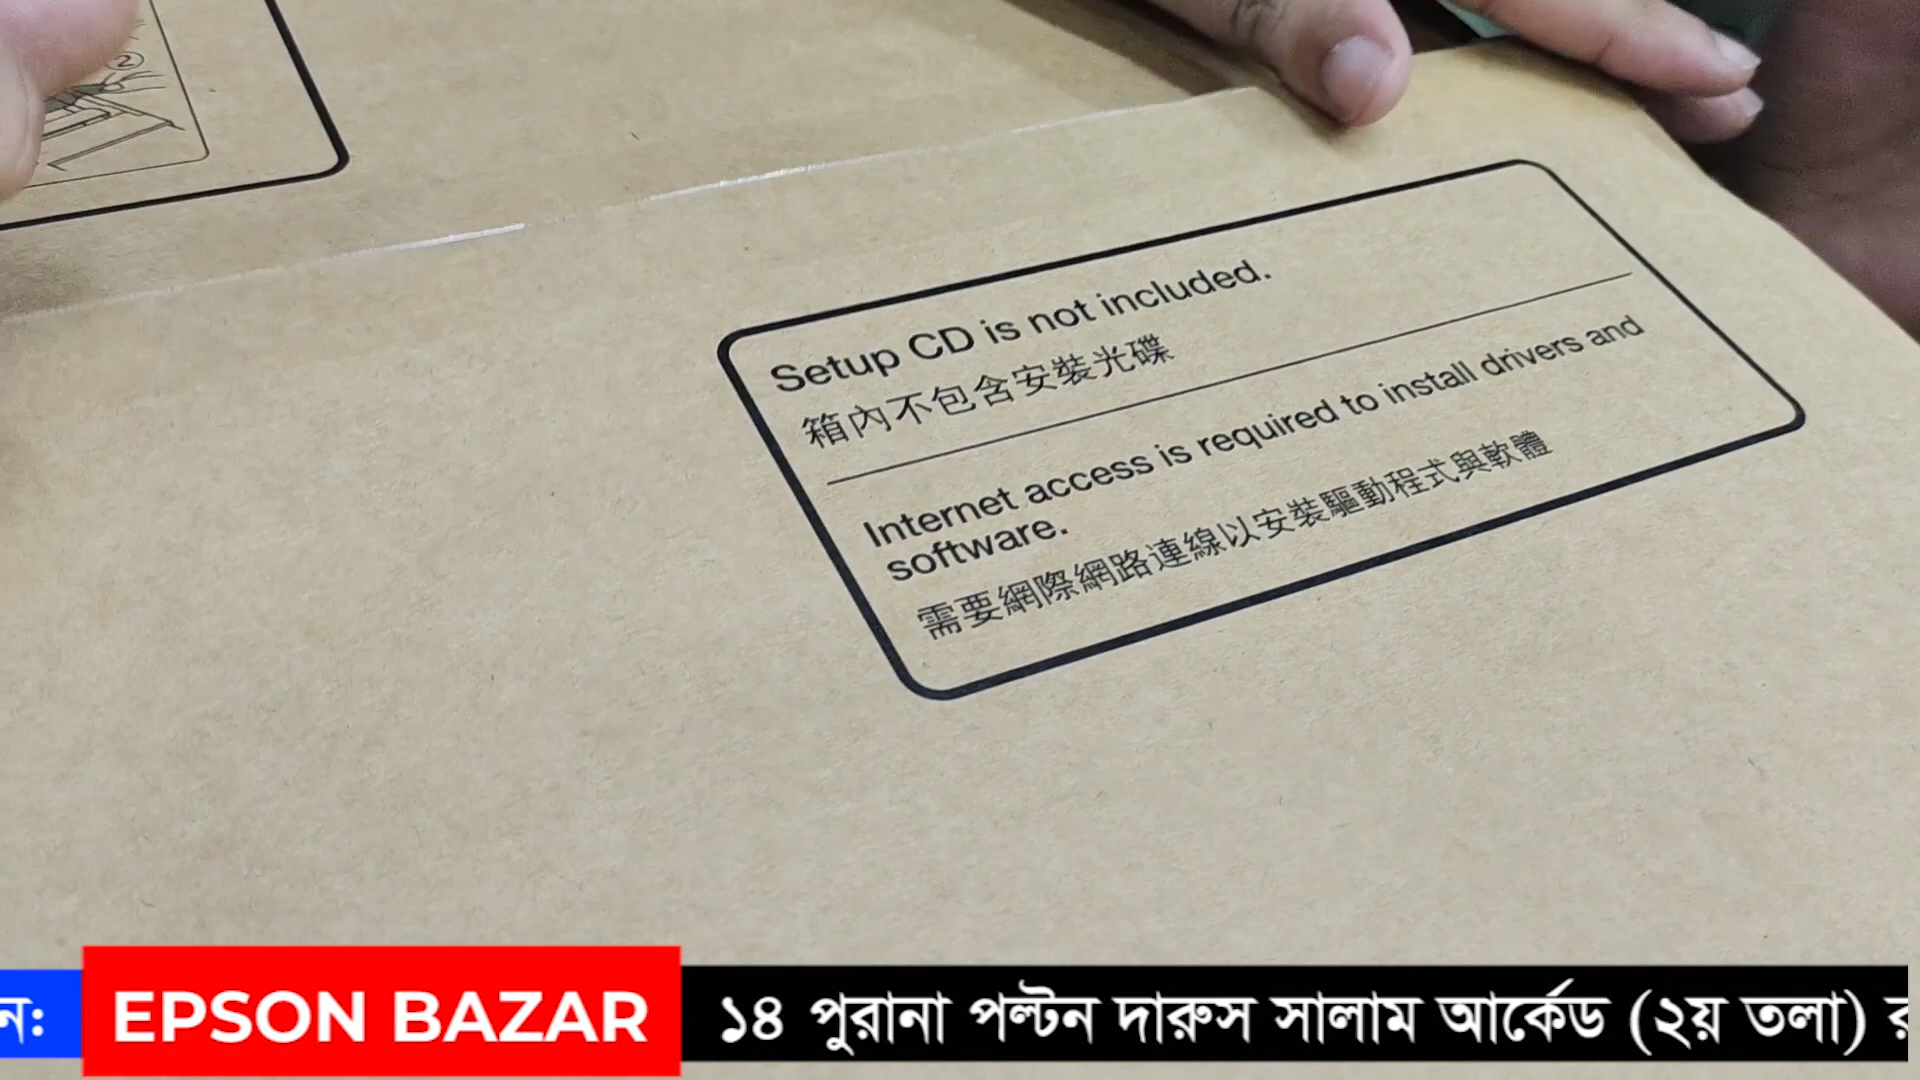 ②
Setup CD is not included.
箱內不包含安裝光碟
Internet access is required to install drivers and
software.
需要網際網路連線以安裝驅動程式與軟體
নঃ
EPSON BAZAR
১৪ পুরানা পল্টন দারুস সালাম আর্কেড (২য় তলা)